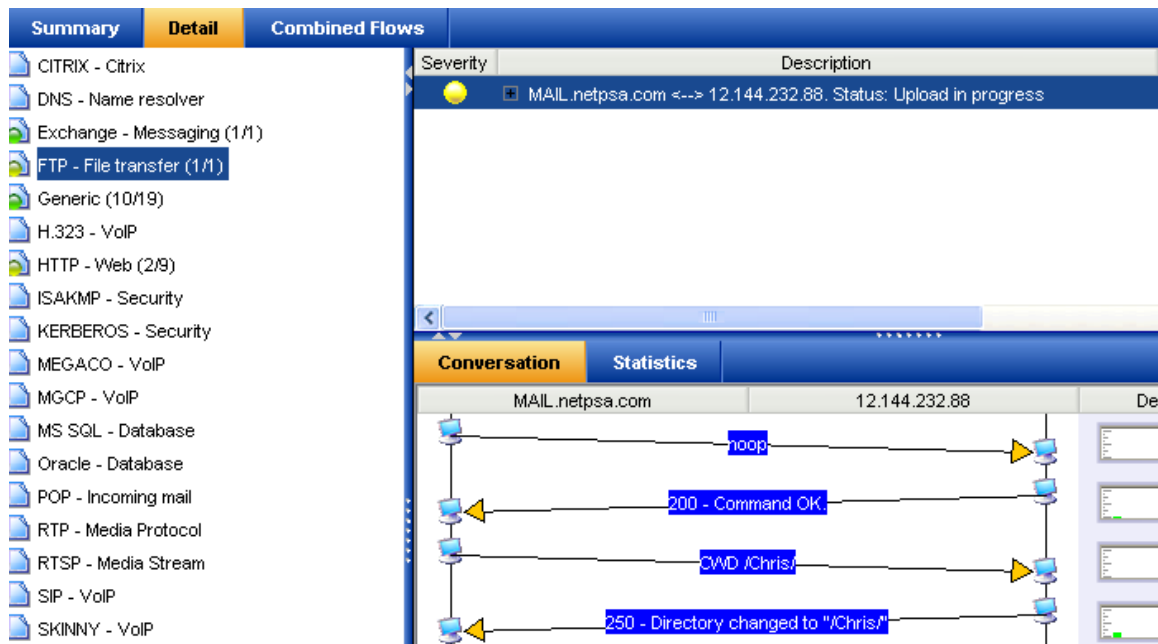 Summary
Detail
Combined Flows
CITRIX - Citrix
DNS - Name resolver
Exchange - Messaging (1/1)
FTP - File transfer (1/1)
Generic (10/19)
H.323 - VoIP
HTTP - Web (2/9)
ISAKMP - Security
KERBEROS - Security
MEGACO - VoIP
MGCP - VoIP
MS SQL - Database
Oracle - Database
POP - Incoming mail
RTP - Media Protocol
RTSP - Media Stream
SIP - VoIP
SKINNY - VoIP
Severity
Description
MAIL.netpsa.com <--> 12.144.232.88. Status: Upload in progress
Conversation
Statistics
MAIL.netpsa.com
12.144.232.88
De
noop
200 - Command OK.
CWD /Chris/
250 - Directory changed to "/Chris/"